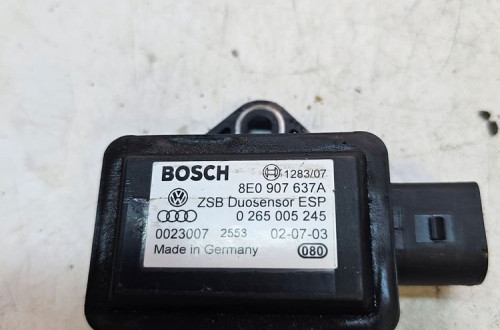 BOSCH 1283/07
8E0 907 637A
ZSB Duosensor ESP
0 265 005 245
0023007 2553 02-07-03
Made in Germany 080